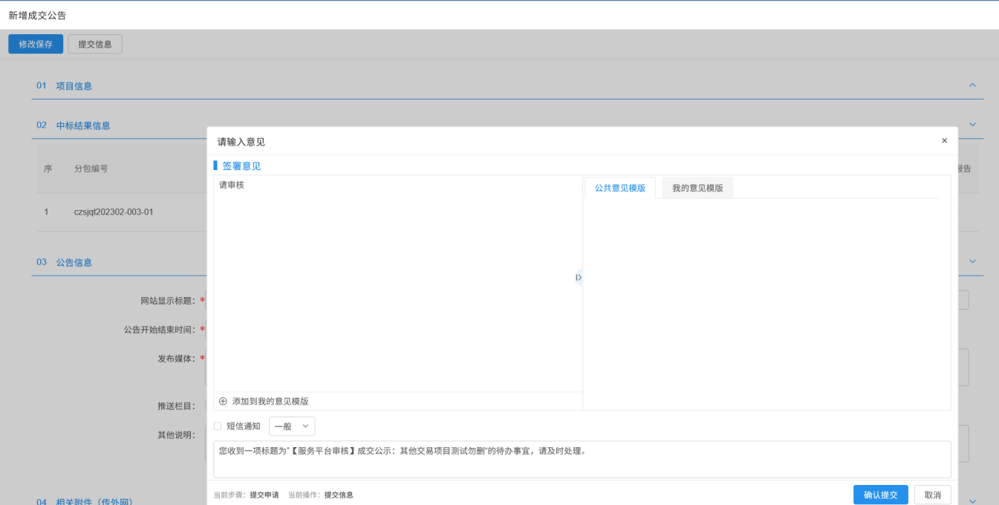 新增成交公告
修改保存 提交信息
01 项目信息
02 中标结果信息
请输入意见 ×
签署意见
序 分包编号 报告
请审核
公共意见模版 我的意见模版
1 czsjqt202302-003-01
03 公告信息
网站显示标题：*
公告开始结束时间：*
发布媒体：*
添加到我的意见模版
推送栏目：
短信通知 一般
其他说明：
您收到一项标题为“【服务平台审核】成交公示：其他交易项目测试勿删”的待办事宜，请及时处理。
当前步骤：提交申请 当前操作：提交信息
确认提交 取消
04 相关附件（传外网）